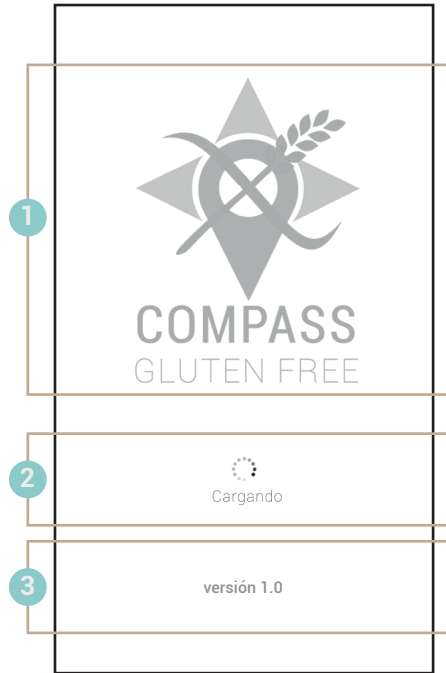 1
COMPASS
GLUTEN FREE
2
Cargando
3
versión 1.0